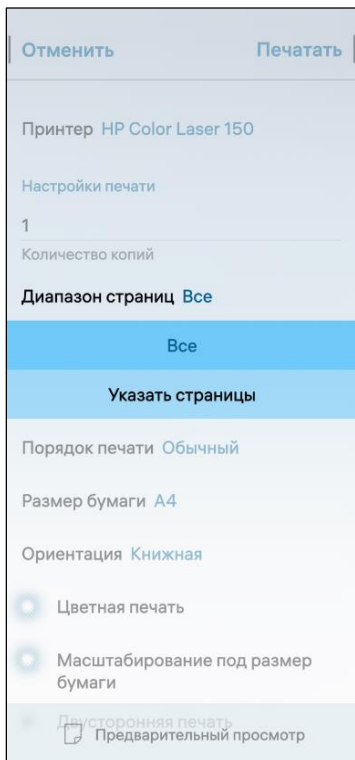 Отменить Печатать
Принтер HP Color Laser 150
Настройки печати
1
Количество копий
Диапазон страниц Все
Все
Указать страницы
Порядок печати Обычный
Размер бумаги A4
Ориентация Книжная
Цветная печать
Масштабирование под размер
бумаги
Двусторонняя печать
Предварительный просмотр